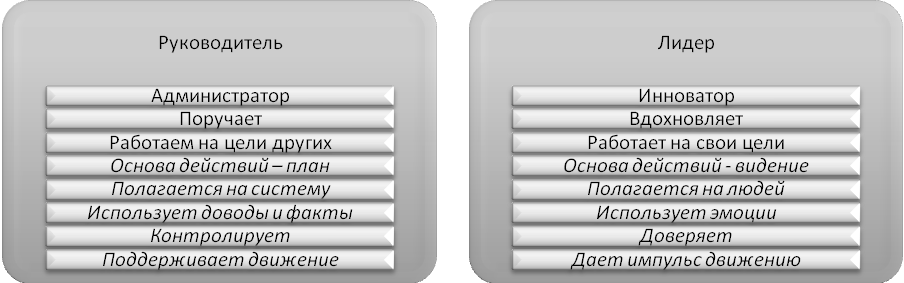 Руководитель
Администратор
Поручает
Работаем на цели других
Основа действий – план
Полагается на систему
Использует доводы и факты
Контролирует
Поддерживает движение
Лидер
Инноватор
Вдохновляет
Работает на свои цели
Основа действий - видение
Полагается на людей
Использует эмоции
Доверяет
Дает импульс движению